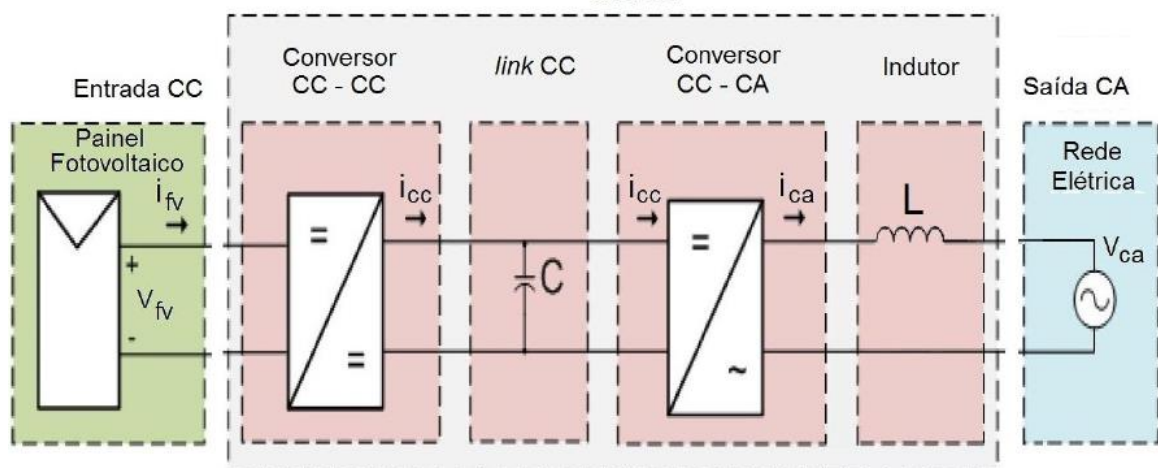 Entrada CC
Painel
Fotovoltaico
i_fv
+
V_fv
-
Conversor
CC - CC
=
=
i_cc
link CC
C
Conversor
CC - CA
i_cc
=
~
i_ca
Indutor
L
Saída CA
Rede
Elétrica
V_ca